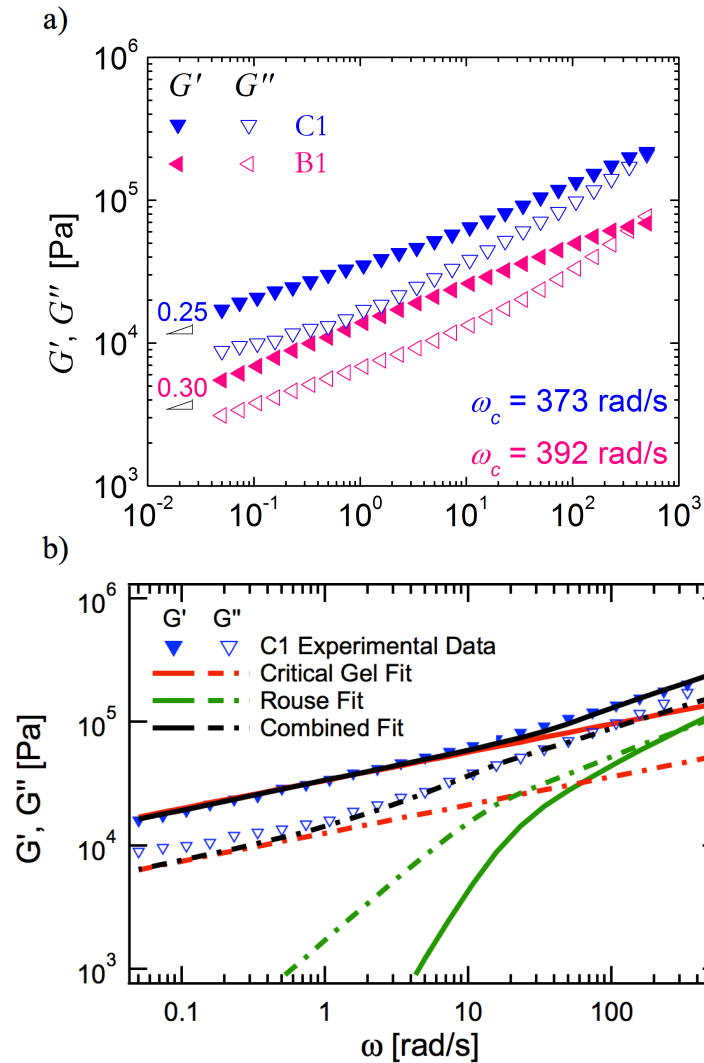 a)
10^6
G' G''
C1
B1
10^5
G', G'' [Pa]
0.25
10^4
0.30
ω_c = 373 rad/s
ω_c = 392 rad/s
10^3
10^-2 10^-1 10^0 10^1 10^2 10^3
b)
10^6
G' G"
C1 Experimental Data
Critical Gel Fit
Rouse Fit
Combined Fit
10^5
G', G" [Pa]
10^4
10^3
0.1 1 10 100
ω [rad/s]